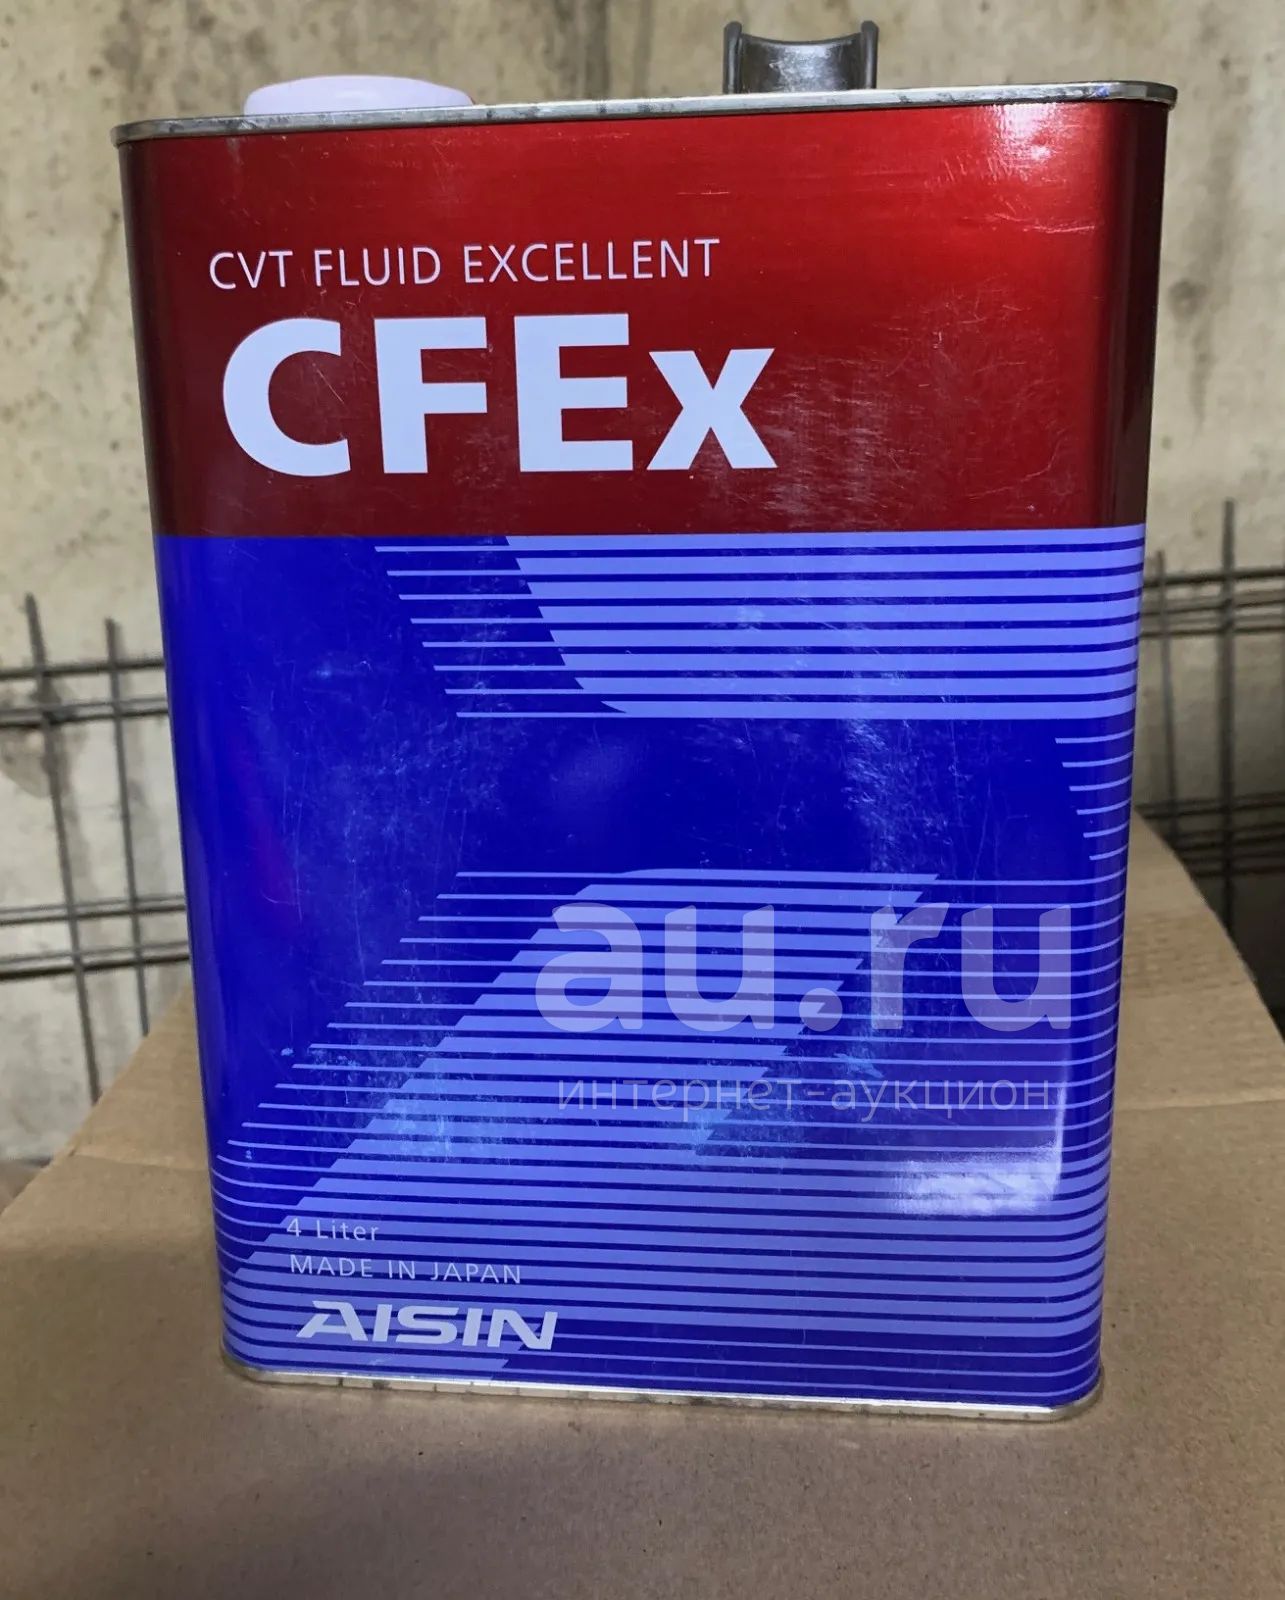 CVT FLUID EXCELLENT
CFEx
au.ru
интернет-аукцион
4 Liter
MADE IN JAPAN
AISIN